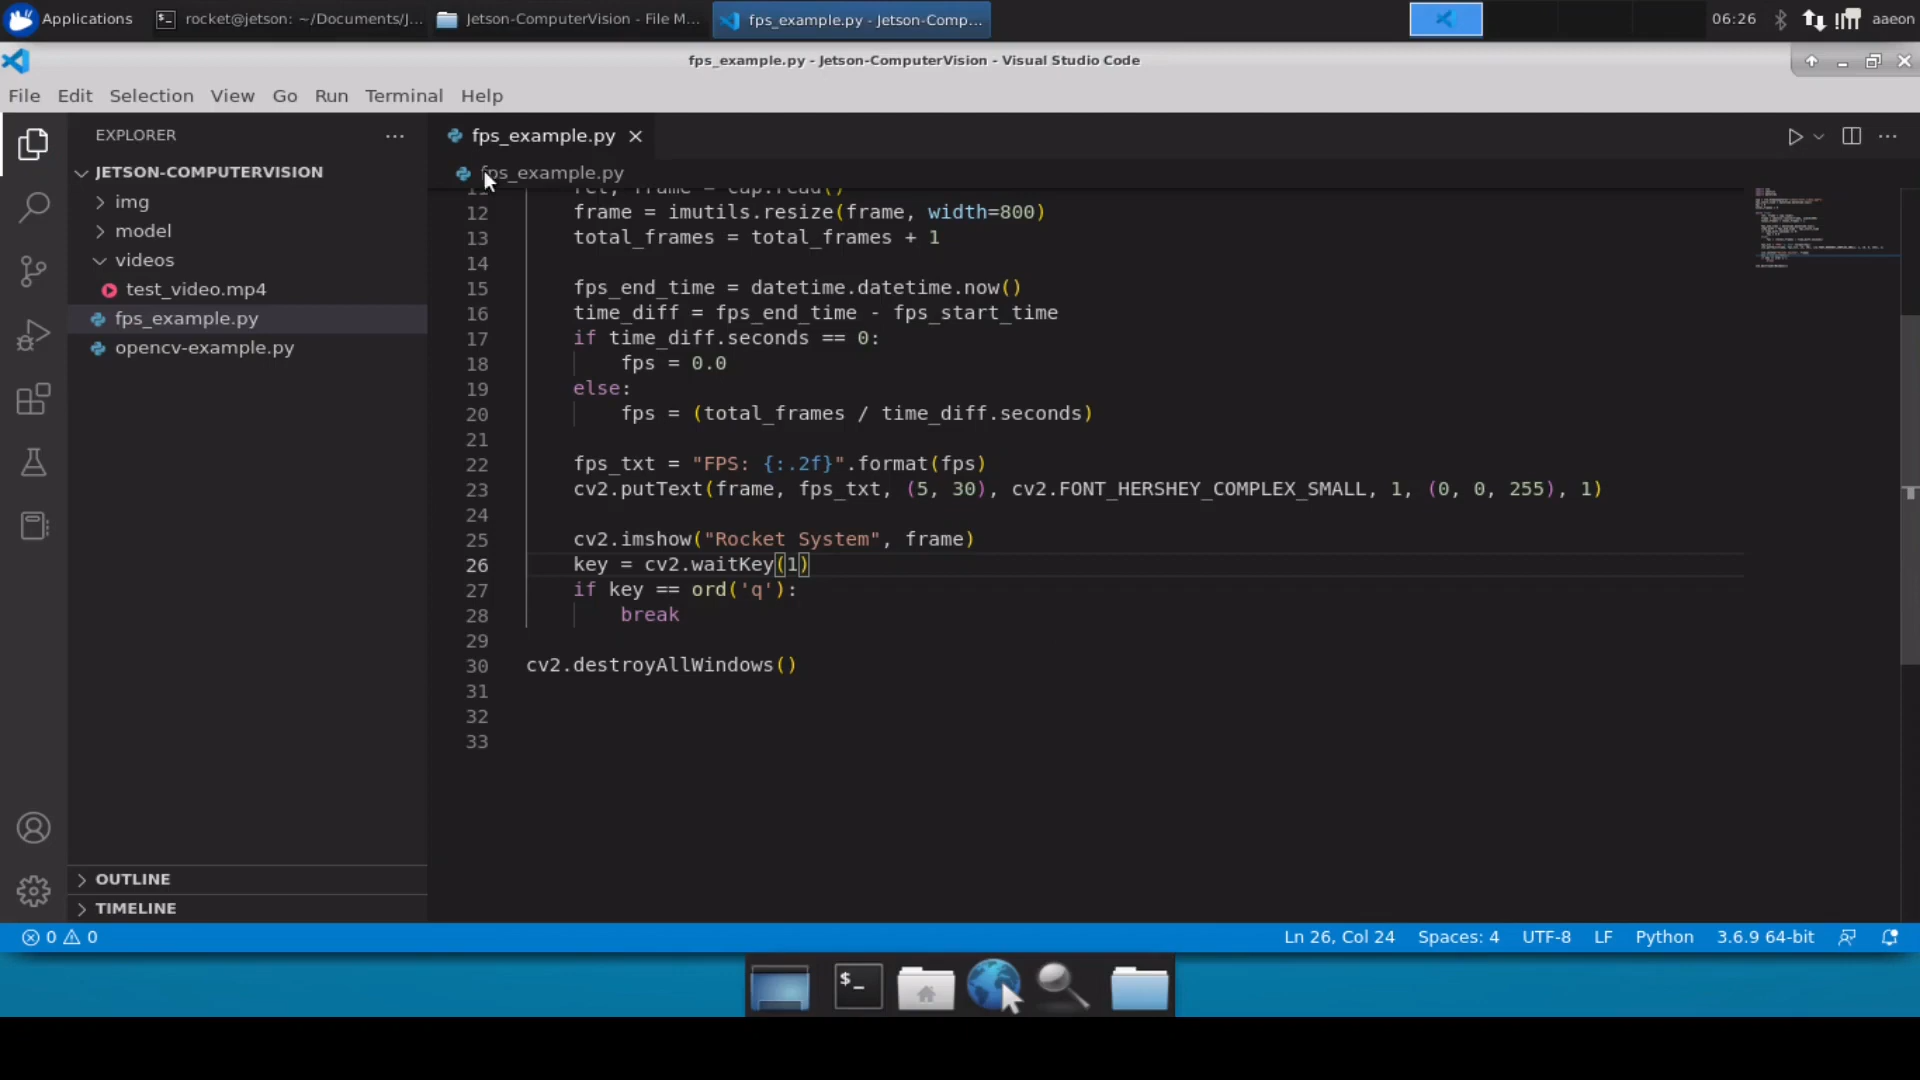 Applications
rocket@jetson: ~/Documents/J...
Jetson-ComputerVision - File M...
fps_example.py - Jetson-Comp...
06:26
aaeon
fps_example.py - Jetson-ComputerVision - Visual Studio Code
File Edit Selection View Go Run Terminal Help
EXPLORER
JETSON-COMPUTERVISION
img
model
videos
test_video.mp4
fps_example.py
opencv-example.py
OUTLINE
TIMELINE
fps_example.py
fps_example.py
11 ret, frame = cap.read()
12 frame = imutils.resize(frame, width=800)
13 total_frames = total_frames + 1
14
15 fps_end_time = datetime.datetime.now()
16 time_diff = fps_end_time - fps_start_time
17 if time_diff.seconds == 0:
18 fps = 0.0
19 else:
20 fps = (total_frames / time_diff.seconds)
21
22 fps_txt = "FPS: {:.2f}".format(fps)
23 cv2.putText(frame, fps_txt, (5, 30), cv2.FONT_HERSHEY_COMPLEX_SMALL, 1, (0, 0, 255), 1)
24
25 cv2.imshow("Rocket System", frame)
26 key = cv2.waitKey(1)
27 if key == ord('q'):
28 break
29
30 cv2.destroyAllWindows()
31
32
33
0 0
Ln 26, Col 24 Spaces: 4 UTF-8 LF Python 3.6.9 64-bit
$_